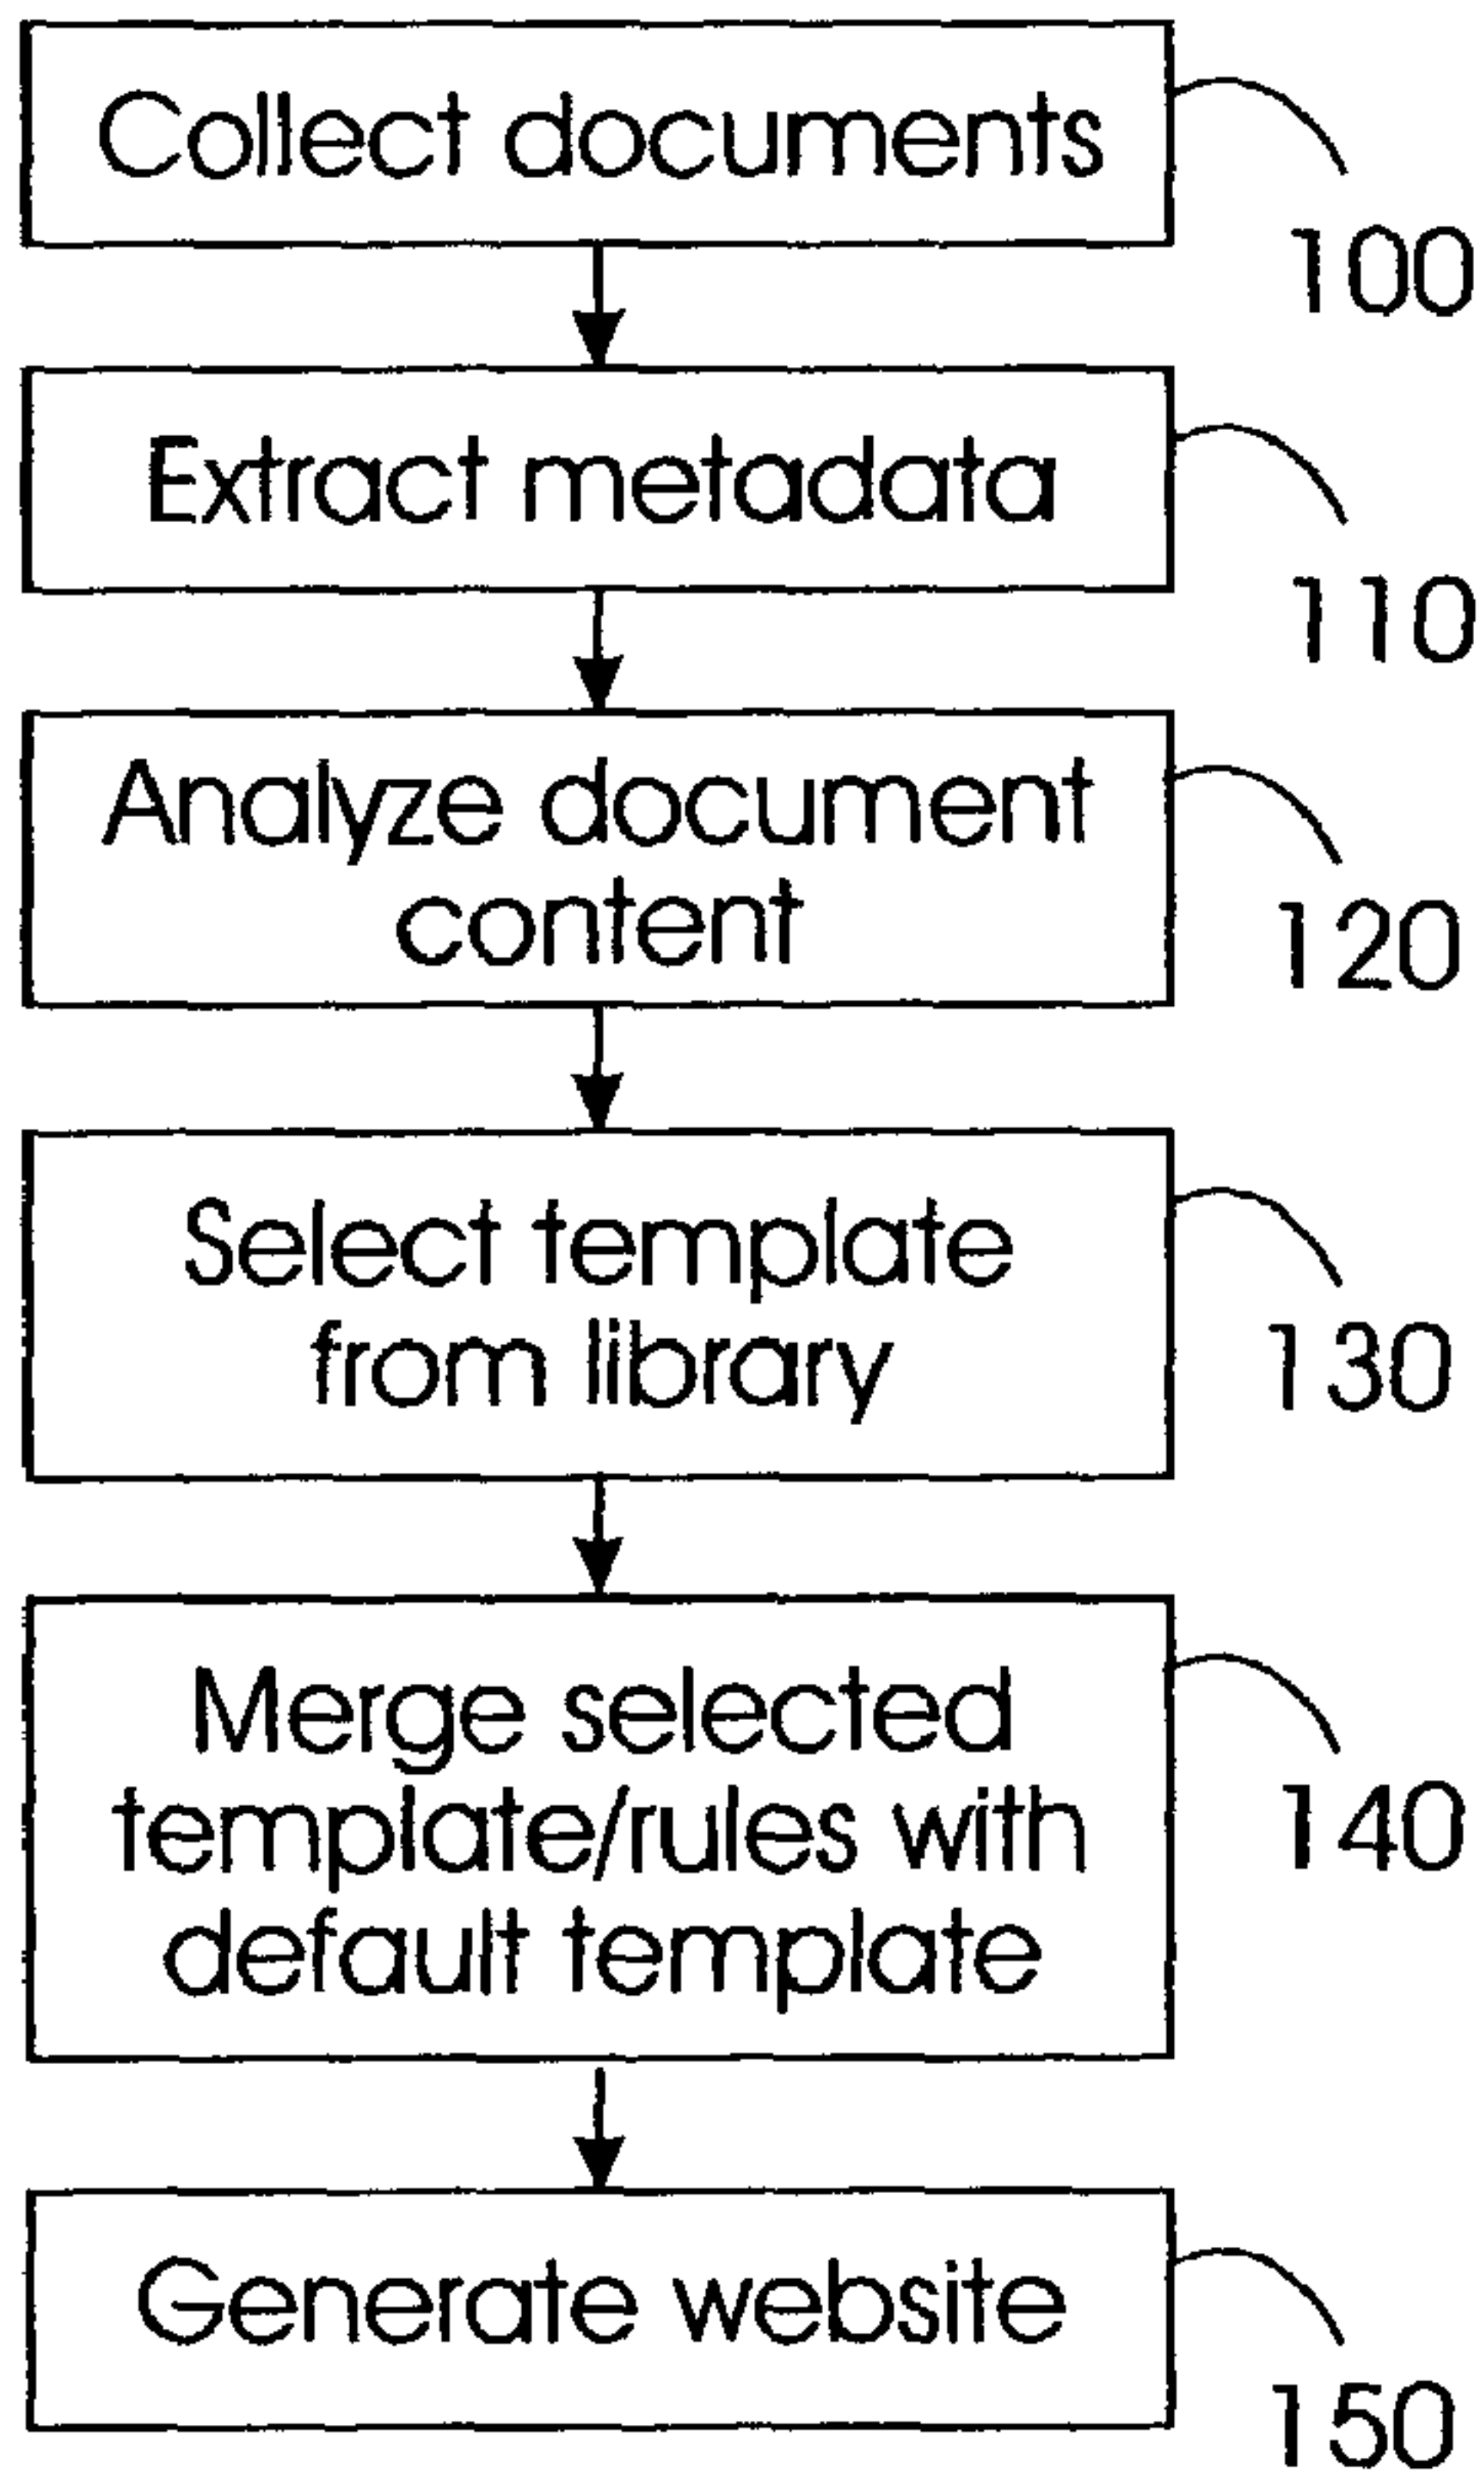 Collect documents
100
Extract metadata
110
Analyze document
content
120
Select template
from library
130
Merge selected
template/rules with
default template
140
Generate website
150